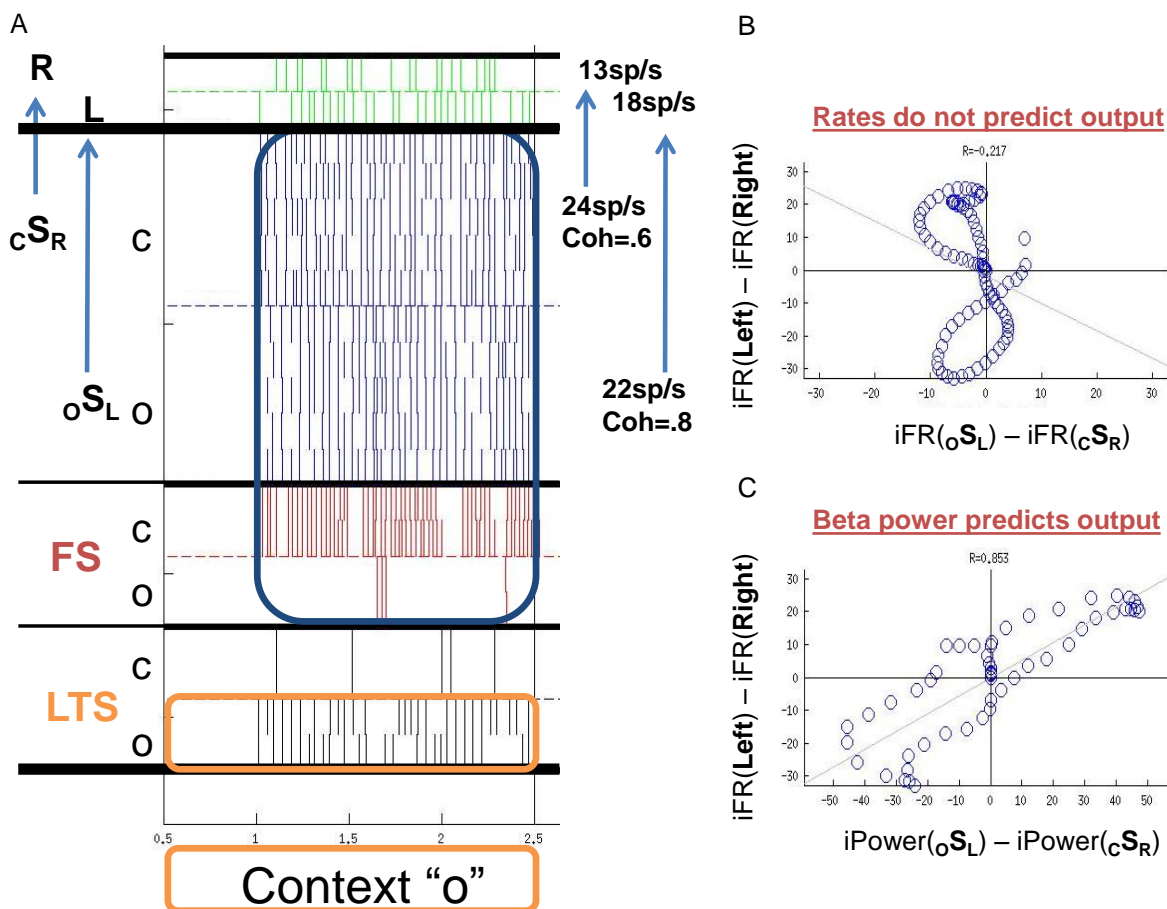 A
R
L
cSR
C
oSL
O
FS
C
O
LTS
C
O
13sp/s
18sp/s
24sp/s
Coh=.6
22sp/s
Coh=.8
0.5 1 1.5 2 2.5
Context “o”
B
Rates do not predict output
R=-0.217
iFR(Left) – iFR(Right)
30
20
10
0
-10
-20
-30
-30 -20 -10 0 10 20 30
iFR(oSL) – iFR(cSR)
C
Beta power predicts output
R=0.853
iFR(Left) – iFR(Right)
30
20
10
0
-10
-20
-30
-50 -40 -30 -20 -10 0 10 20 30 40 50
iPower(oSL) – iPower(cSR)